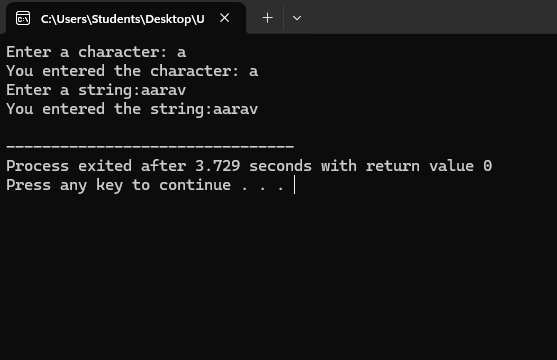 C:\Users\Students\Desktop\U
Enter a character: a
You entered the character: a
Enter a string:aarav
You entered the string:aarav
--------------------------------
Process exited after 3.729 seconds with return value 0
Press any key to continue . . .